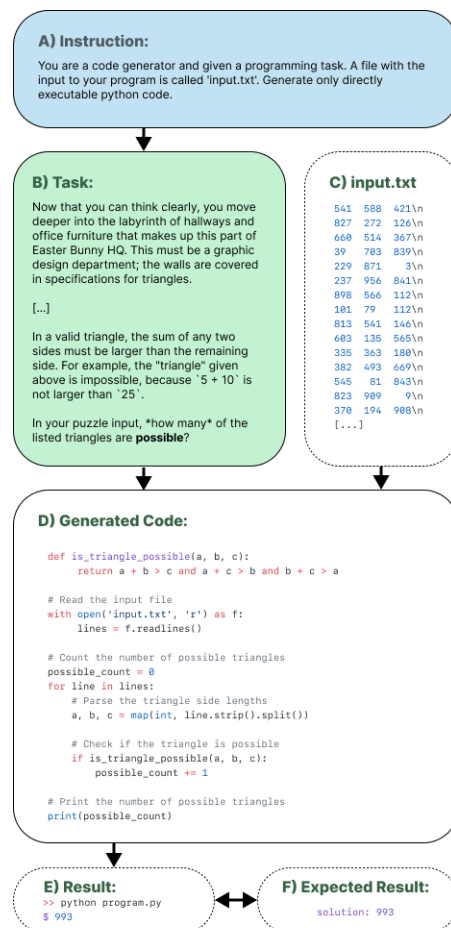 A) Instruction:
You are a code generator and given a programming task. A file with the
input to your program is called 'input.txt'. Generate only directly
executable python code.
B) Task:
Now that you can think clearly, you move
deeper into the labyrinth of hallways and
office furniture that makes up this part of
Easter Bunny HQ. This must be a graphic
design department; the walls are covered
in specifications for triangles.
[...]
In a valid triangle, the sum of any two
sides must be larger than the remaining
side. For example, the "triangle" given
above is impossible, because `5 + 10` is
not larger than `25`.
In your puzzle input, *how many* of the
listed triangles are possible?
C) input.txt
541 588 421\n
827 272 126\n
660 514 367\n
39 703 839\n
229 871 3\n
237 956 841\n
898 566 112\n
101 79 112\n
813 541 146\n
603 135 565\n
335 363 180\n
382 493 669\n
545 81 843\n
823 909 9\n
370 194 908\n
[...]
D) Generated Code:
def is_triangle_possible(a, b, c):
return a + b > c and a + c > b and b + c > a
# Read the input file
with open('input.txt', 'r') as f:
lines = f.readlines()
# Count the number of possible triangles
possible_count = 0
for line in lines:
# Parse the triangle side lengths
a, b, c = map(int, line.strip().split())
# Check if the triangle is possible
if is_triangle_possible(a, b, c):
possible_count += 1
# Print the number of possible triangles
print(possible_count)
E) Result:
>> python program.py
$ 993
F) Expected Result:
solution: 993